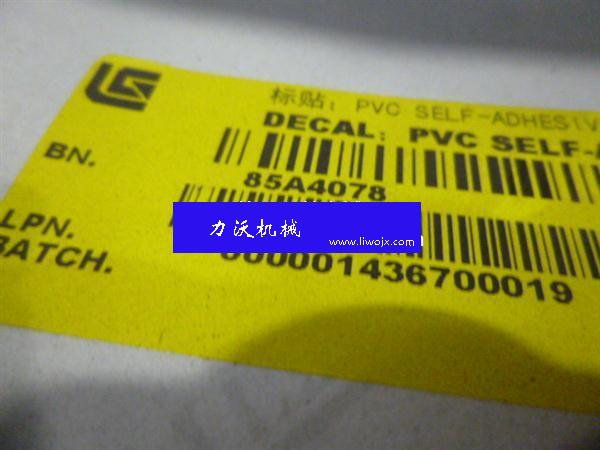 标贴: PVC SELF-ADHESIV
DECAL: PVC SELF-A
BN.
85A4078
LPN.
BATCH.
力沃机械
www.liwojx.com
000001436700019